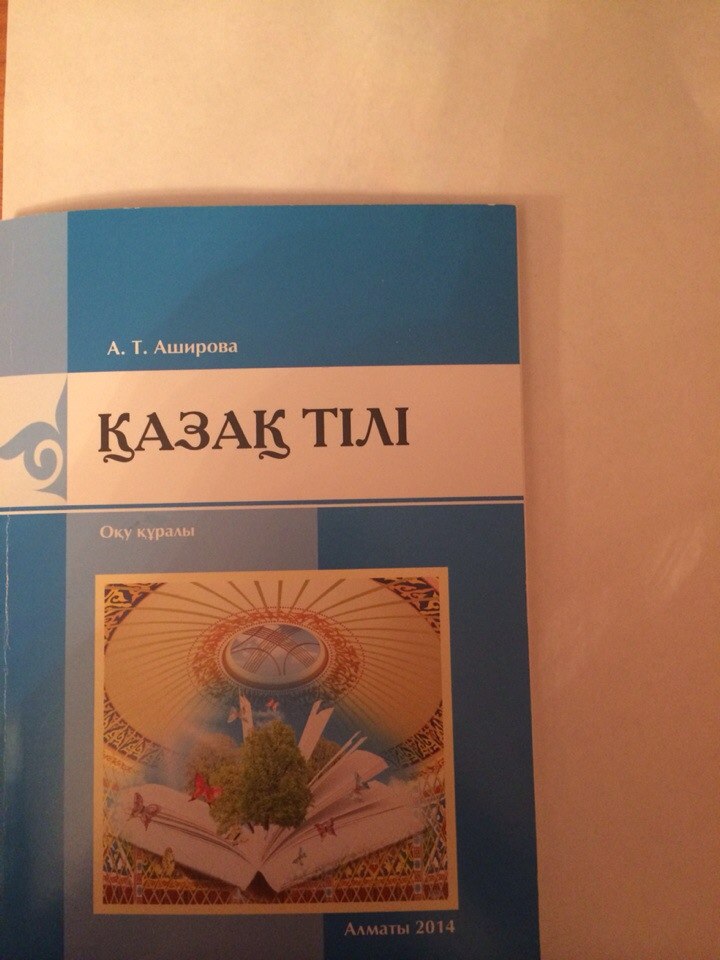 А. Т. Аширова
ҚАЗАҚ ТІЛІ
Оқу құралы
Алматы 2014